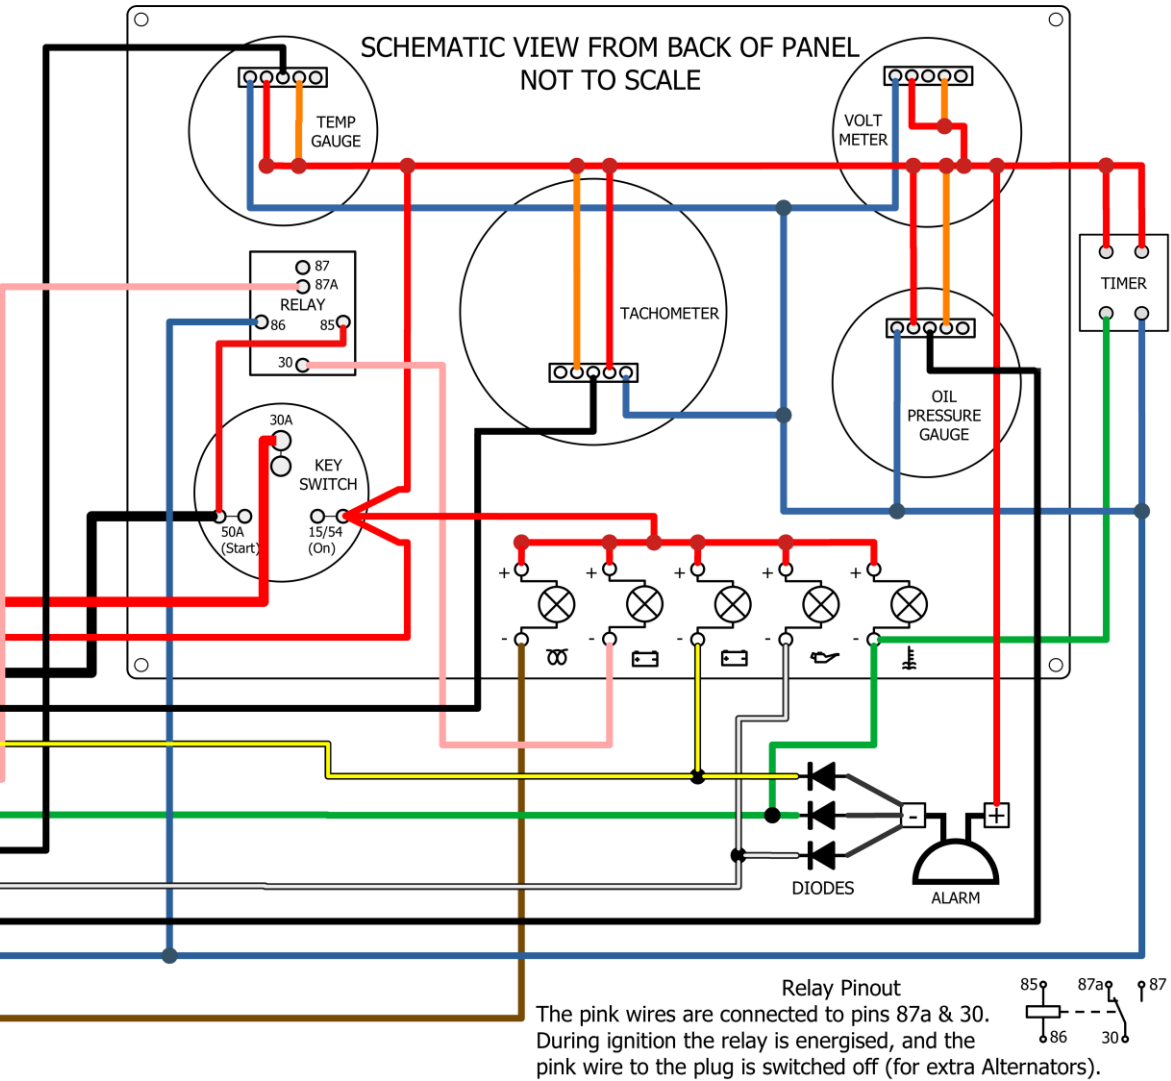 SCHEMATIC VIEW FROM BACK OF PANEL
NOT TO SCALE
TEMP
GAUGE
VOLT
METER
87
87A
RELAY
86
85
30
TACHOMETER
TIMER
OIL
PRESSURE
GAUGE
30A
KEY
SWITCH
50A
(Start)
15/54
(On)
+ + + + +
- - - - -
- +
DIODES
ALARM
Relay Pinout
85 87a 87
86 30
The pink wires are connected to pins 87a & 30.
During ignition the relay is energised, and the
pink wire to the plug is switched off (for extra Alternators).